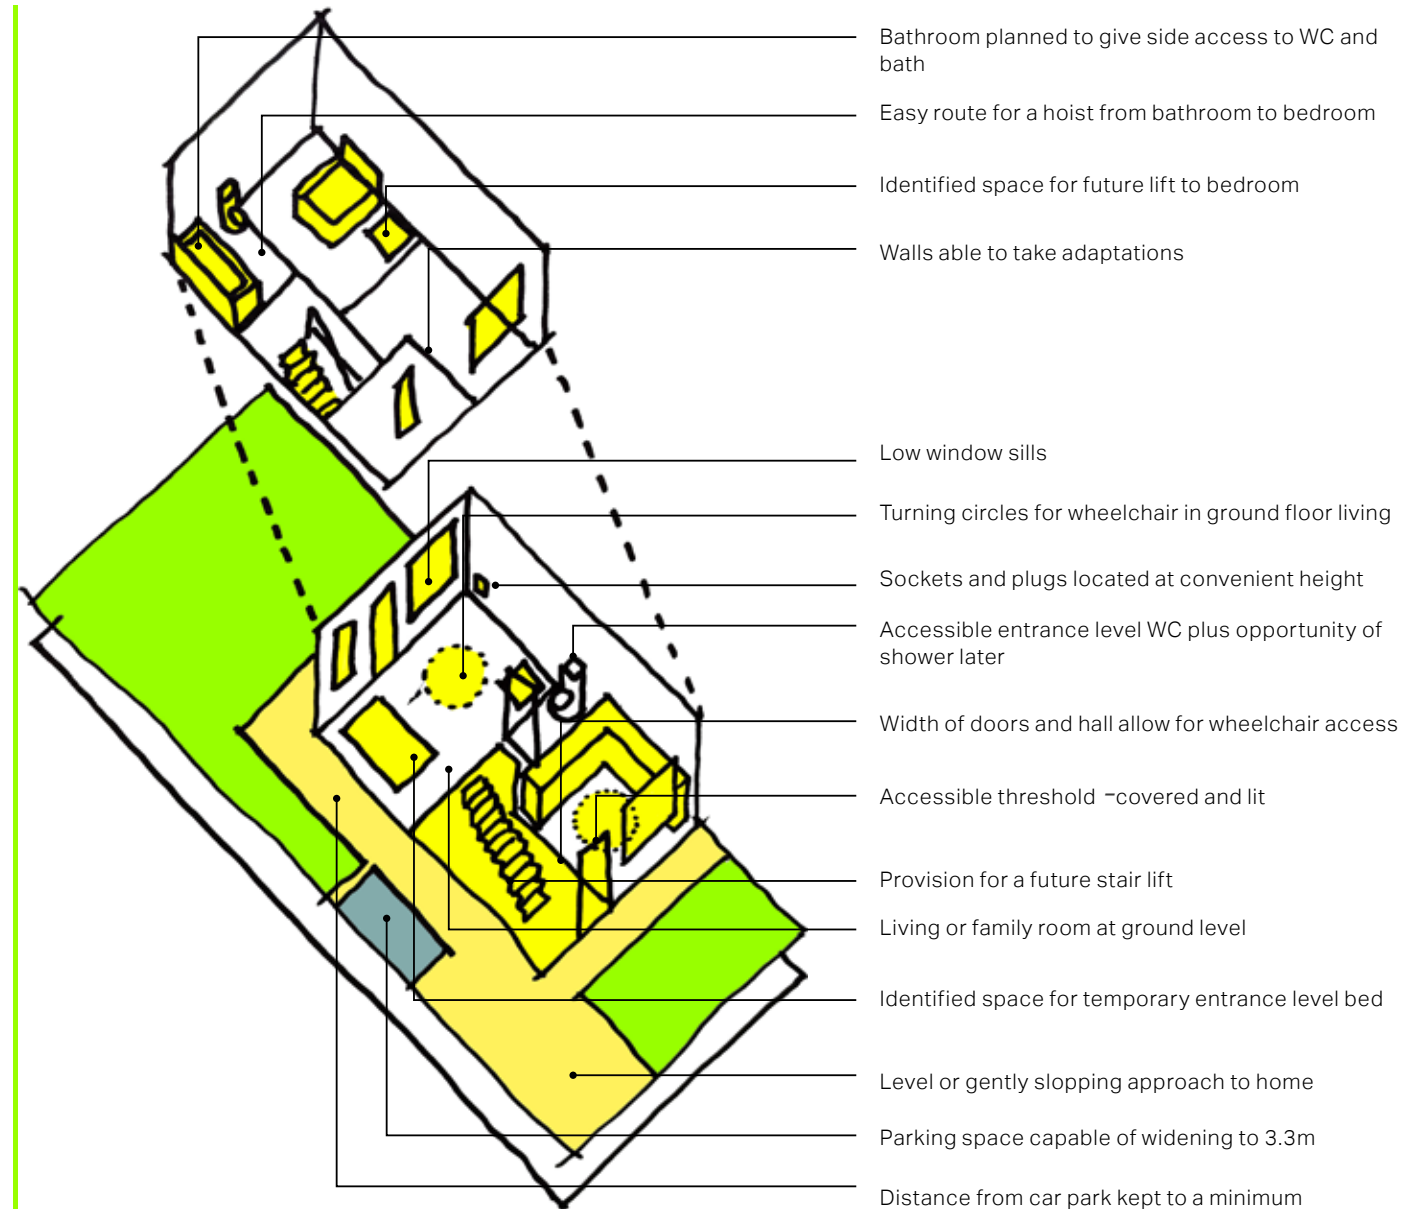 Bathroom planned to give side access to WC and
bath
Easy route for a hoist from bathroom to bedroom
Identified space for future lift to bedroom
Walls able to take adaptations
Low window sills
Turning circles for wheelchair in ground floor living
Sockets and plugs located at convenient height
Accessible entrance level WC plus opportunity of
shower later
Width of doors and hall allow for wheelchair access
Accessible threshold -covered and lit
Provision for a future stair lift
Living or family room at ground level
Identified space for temporary entrance level bed
Level or gently slopping approach to home
Parking space capable of widening to 3.3m
Distance from car park kept to a minimum